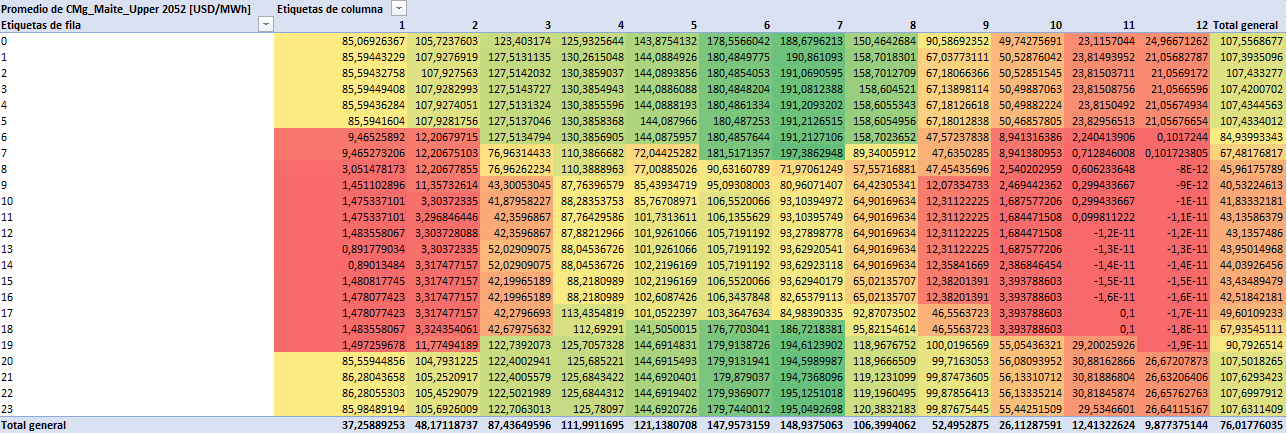 Promedio de CMg_Maite_Upper 2052 [USD/MWh] Etiquetas de columna
Etiquetas de fila 1 2 3 4 5 6 7 8 9 10 11 12 Total general
0 85,06926367 105,7237603 123,403174 125,9325644 143,8754132 178,5566042 188,6796213 150,4642684 90,58692352 49,74275691 23,1157044 24,96671262 107,5568677
1 85,59443229 107,9276919 127,5131135 130,2615048 144,0884926 180,4849775 190,861093 158,7018301 67,03773111 50,52876042 23,81493952 21,05682787 107,3935096
2 85,59432758 107,927563 127,5142032 130,3859037 144,0893856 180,4854053 191,0690595 158,7012709 67,18066366 50,52851545 23,81503711 21,0569172 107,433277
3 85,59449408 107,9282993 127,5143727 130,3854943 144,0886088 180,4848204 191,0812388 158,604521 67,13898114 50,49887063 23,81508756 21,0566596 107,4200702
4 85,59436284 107,9274051 127,5131324 130,3855596 144,0888193 180,4861334 191,2093202 158,6055343 67,18126618 50,49882224 23,8150492 21,05674934 107,4344563
5 85,5941604 107,9281756 127,5137046 130,3858368 144,087966 180,487253 191,2126515 158,6054956 67,18012838 50,46857805 23,82956513 21,05676654 107,4334012
6 9,46525892 12,20679715 127,5134794 130,3856905 144,0875957 180,4857644 191,2127106 158,7023652 47,57237838 8,941316386 2,240413906 0,1017244 84,93993343
7 9,465273206 12,20675103 76,96314433 110,3866682 72,04425282 181,5171357 197,3862948 89,34005912 47,6350285 8,941380953 0,712846008 0,101723805 67,48176817
8 3,051478173 12,20677855 76,96262234 110,3888963 77,00885026 90,63160789 71,97061249 57,55716881 47,45435696 2,540202959 0,606233648 -8E-12 45,96175789
9 1,451102896 11,35732614 43,30053045 87,76396579 85,43934719 95,09308003 80,96071407 64,42305341 12,07334733 2,469442362 0,299433667 -9E-12 40,53224613
10 1,475337101 3,30372335 41,87958227 88,28353753 85,76708971 106,5520066 93,10394972 64,90169634 12,31122225 1,687577206 0,299433667 -1E-11 41,83332181
11 1,475337101 3,296846446 42,3596867 87,76429586 101,7313611 106,1355629 93,10395749 64,90169634 12,31122225 1,684471508 0,099811222 -1,1E-11 43,13586379
12 1,483558067 3,303728088 42,3596867 87,88212966 101,9261066 105,7191192 93,27898778 64,90169634 12,31122225 1,684471508 -1,2E-11 -1,2E-11 43,1357486
13 0,891779034 3,30372335 52,02909075 88,04536726 101,9261066 105,7191192 93,62920541 64,90169634 12,31122225 1,687577206 -1,3E-11 -1,3E-11 43,95014968
14 0,89013484 3,317477157 52,02909075 88,04536726 102,2196169 105,7191192 93,62923118 64,90169634 12,35841669 2,386846454 -1,4E-11 -1,4E-11 44,03926456
15 1,480817745 3,317477157 42,19965189 88,2180989 102,2196169 106,5520066 93,62940179 65,02135707 12,38201391 3,393788603 -1,5E-11 -1,5E-11 43,43489479
16 1,478077423 3,317477157 42,19965189 88,2180989 102,6087426 106,3437848 82,65379113 65,02135707 12,38201391 3,393788603 -1,6E-11 -1,6E-11 42,51842181
17 1,478077423 3,317477157 42,2796693 113,4354819 101,0522397 103,3647634 84,98390335 92,87073502 46,5563723 3,393788603 0,1 -1,7E-11 49,60109233
18 1,483558067 3,324354061 42,67975632 112,69291 141,5050015 176,7703041 186,7218381 95,82154614 46,5563723 3,393788603 0,1 -1,8E-11 67,93545111
19 1,497259678 11,77494189 122,7392073 125,7057328 144,6914831 179,9138726 194,6123902 118,9676752 100,0196569 55,05436321 29,20025926 -1,9E-11 90,7926514
20 85,55944856 104,7931225 122,4002941 125,685221 144,6915493 179,9131941 194,5989987 118,9666509 99,7163053 56,08093952 30,88162866 26,67207873 107,5018265
21 86,28043658 105,2520917 122,4005579 125,6843422 144,6920401 179,879037 194,7368096 119,1231099 99,87473605 56,13310712 30,81886804 26,63206406 107,6293423
22 86,28055303 105,4529079 122,5021989 125,6844312 144,6919402 179,9369077 195,1251018 119,1960495 99,87856413 56,13335214 30,81865874 26,65762763 107,6997912
23 85,98489194 105,6926009 122,7063013 125,78097 144,6920726 179,7440012 195,0492698 120,3832183 99,87675445 55,44251509 29,5346601 26,64115167 107,6311409
Total general 37,25889253 48,17118737 87,43649596 111,9911695 121,1380708 147,9573159 148,9375063 106,3994062 52,4952875 26,11287591 12,41322624 9,877375144 76,01776035